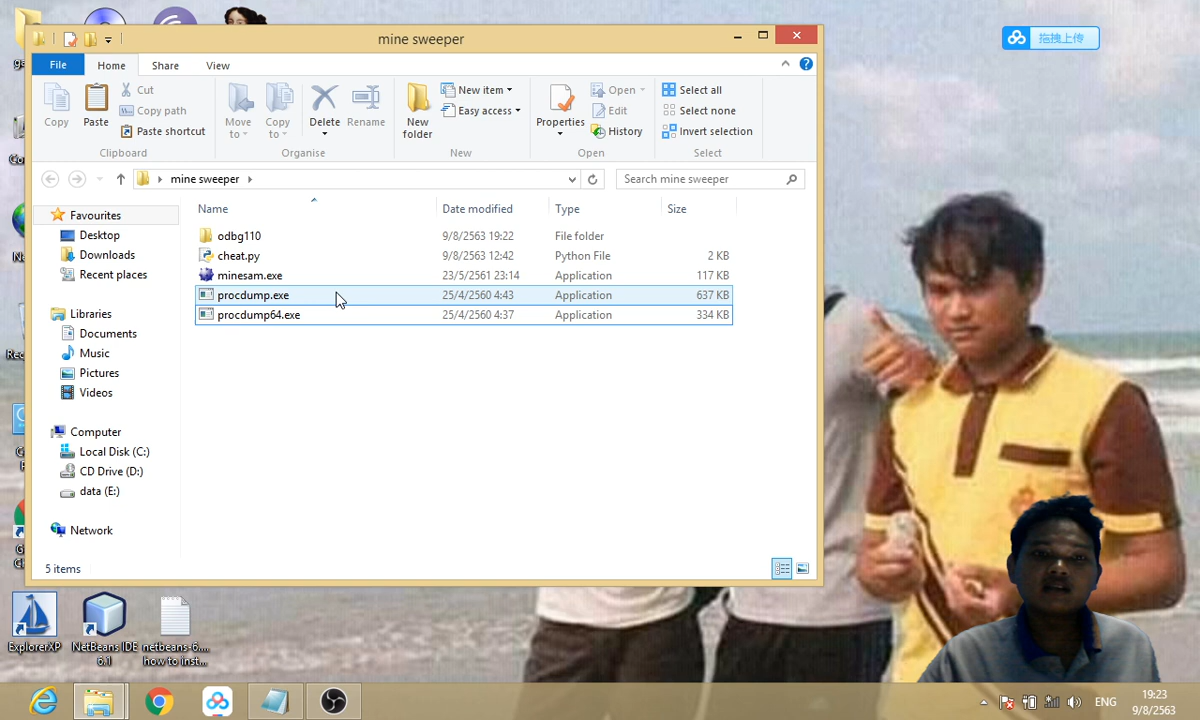 mine sweeper
拖拽上传
File Home Share View
Copy
Paste
Cut
Copy path
Paste shortcut
Clipboard
Move to
Copy to
Delete
Rename
Organise
New folder
New item
Easy access
New
Properties
Open
Edit
History
Open
Select all
Select none
Invert selection
Select
mine sweeper
Search mine sweeper
Favourites
Desktop
Downloads
Recent places
Libraries
Documents
Music
Pictures
Videos
Computer
Local Disk (C:)
CD Drive (D:)
data (E:)
Network
Name Date modified Type Size
odbg110 9/8/2563 19:22 File folder
cheat.py 9/8/2563 12:42 Python File 2 KB
minesam.exe 23/5/2561 23:14 Application 117 KB
procdump.exe 25/4/2560 4:43 Application 637 KB
procdump64.exe 25/4/2560 4:37 Application 334 KB
5 items
ExplorerXP
NetBeans IDE
6.1
netbeans-6....
how to inst...
ENG
19:23
9/8/2563